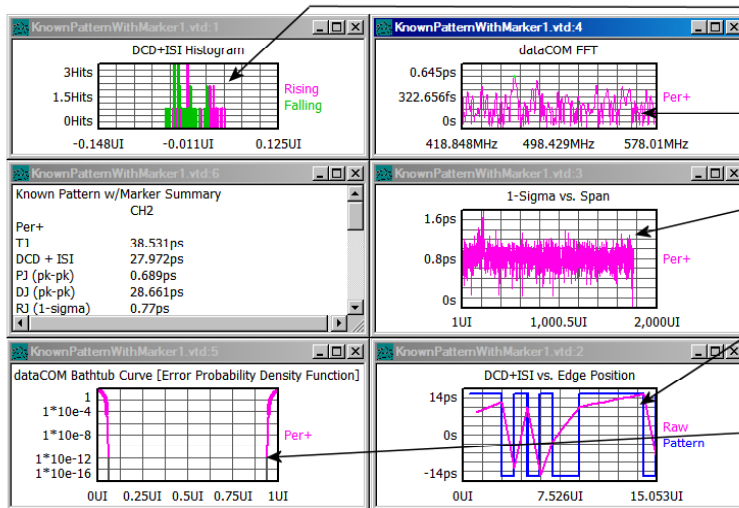 KnownPatternWithMarker1.vtd:1
DCD+ISI Histogram
3Hits
1.5Hits
0Hits
Rising
Falling
-0.148UI -0.011UI 0.125UI
KnownPatternWithMarker1.vtd:4
dataCOM FFT
0.645ps
322.656fs
0s
Per+
418.848MHz 498.429MHz 578.01MHz
KnownPatternWithMarker1.vtd:6
Known Pattern w/Marker Summary
CH2
Per+
TJ 38.531ps
DCD + ISI 27.972ps
PJ (pk-pk) 0.689ps
DJ (pk-pk) 28.661ps
RJ (1-sigma) 0.77ps
KnownPatternWithMarker1.vtd:3
1-Sigma vs. Span
1.6ps
0.8ps
0s
Per+
1UI 1,000.5UI 2,000UI
KnownPatternWithMarker1.vtd:5
dataCOM Bathtub Curve [Error Probability Density Function]
1
1*10e-4
1*10e-8
1*10e-12
1*10e-16
Per+
0UI 0.25UI 0.5UI 0.75UI 1UI
KnownPatternWithMarker1.vtd:2
DCD+ISI vs. Edge Position
14ps
0s
-14ps
Raw
Pattern
0UI 7.526UI 15.053UI